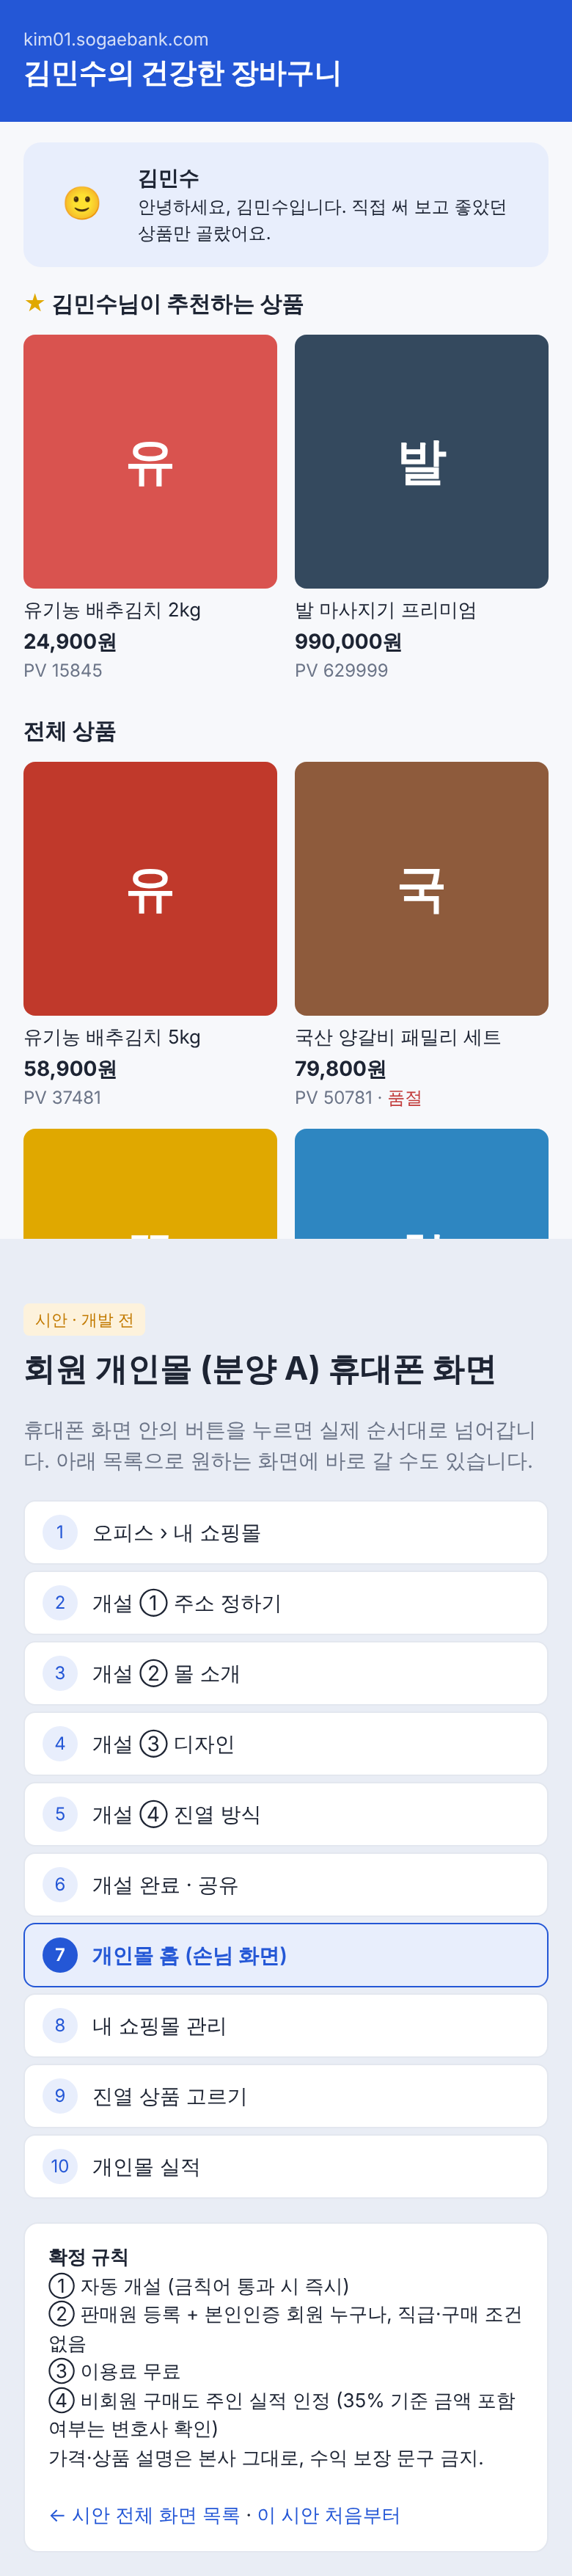 kim01.sogaebank.com
김민수의 건강한 장바구니
김민수
안녕하세요, 김민수입니다. 직접 써 보고 좋았던
상품만 골랐어요.
★ 김민수님이 추천하는 상품
유
발
유기농 배추김치 2kg
24,900원
PV 15845
발 마사지기 프리미엄
990,000원
PV 629999
전체 상품
유
국
유기농 배추김치 5kg
58,900원
PV 37481
국산 양갈비 패밀리 세트
79,800원
PV 50781 · 품절
시안 · 개발 전
회원 개인몰 (분양 A) 휴대폰 화면
휴대폰 화면 안의 버튼을 누르면 실제 순서대로 넘어갑니
다. 아래 목록으로 원하는 화면에 바로 갈 수도 있습니다.
1 오피스 › 내 쇼핑몰
2 개설 ① 주소 정하기
3 개설 ② 몰 소개
4 개설 ③ 디자인
5 개설 ④ 진열 방식
6 개설 완료 · 공유
7 개인몰 홈 (손님 화면)
8 내 쇼핑몰 관리
9 진열 상품 고르기
10 개인몰 실적
확정 규칙
① 자동 개설 (금칙어 통과 시 즉시)
② 판매원 등록 + 본인인증 회원 누구나, 직급·구매 조건
없음
③ 이용료 무료
④ 비회원 구매도 주인 실적 인정 (35% 기준 금액 포함
여부는 변호사 확인)
가격·상품 설명은 본사 그대로, 수익 보장 문구 금지.
← 시안 전체 화면 목록 · 이 시안 처음부터